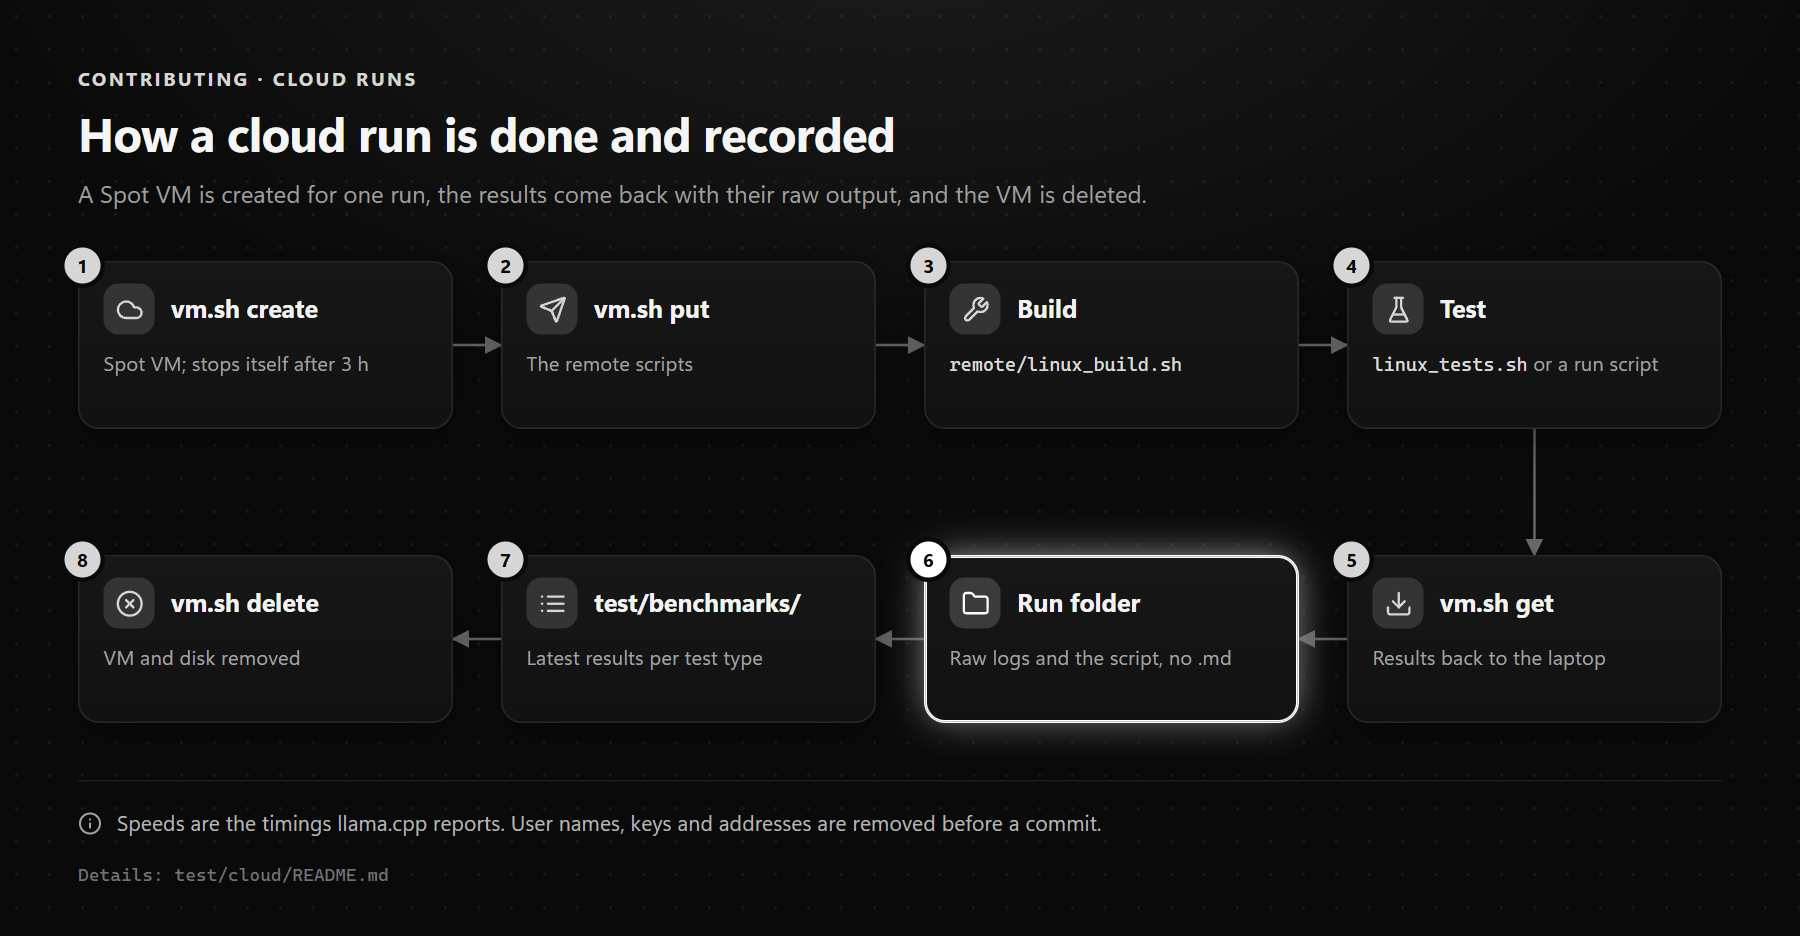 CONTRIBUTING · CLOUD RUNS
How a cloud run is done and recorded
A Spot VM is created for one run, the results come back with their raw output, and the VM is deleted.
1
vm.sh create
Spot VM; stops itself after 3 h
2
vm.sh put
The remote scripts
3
Build
remote/linux_build.sh
4
Test
linux_tests.sh or a run script
5
vm.sh get
Results back to the laptop
6
Run folder
Raw logs and the script, no .md
7
test/benchmarks/
Latest results per test type
8
vm.sh delete
VM and disk removed
Speeds are the timings llama.cpp reports. User names, keys and addresses are removed before a commit.
Details: test/cloud/README.md